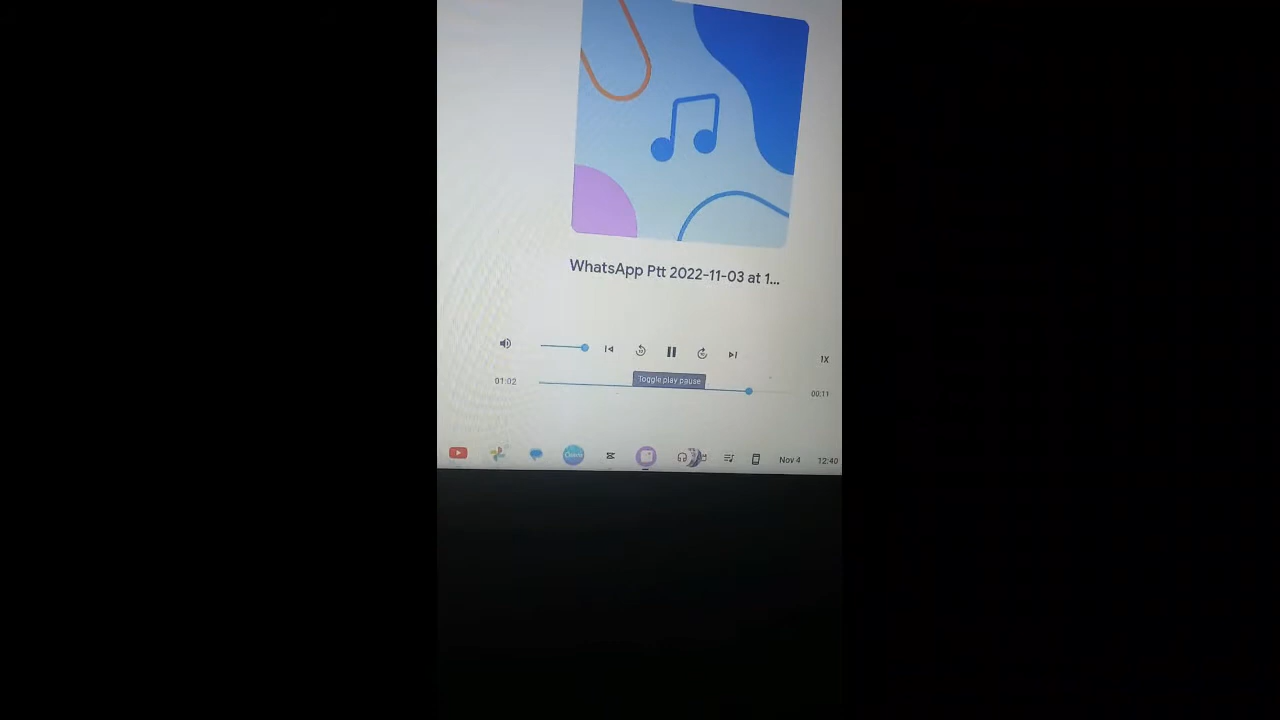 WhatsApp Ptt 2022-11-03 at 1...
1X
Toggle play pause
01:02
00:11
Nov 4
12:40